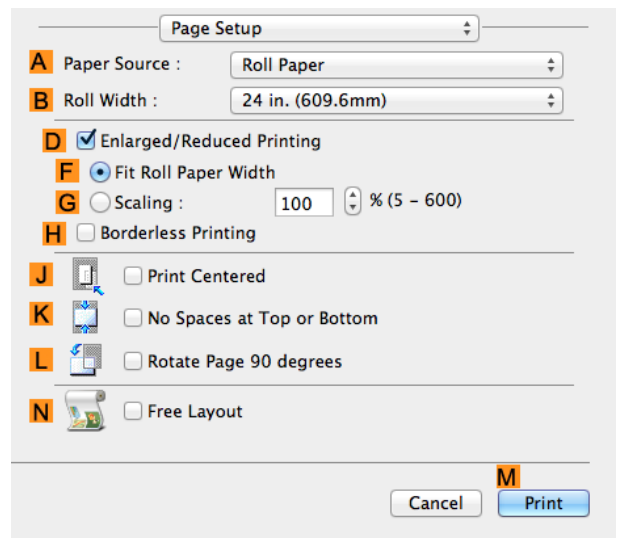 Page Setup
A Paper Source : Roll Paper
B Roll Width : 24 in. (609.6mm)
D Enlarged/Reduced Printing
F Fit Roll Paper Width
G Scaling : 100 % (5 – 600)
H Borderless Printing
J Print Centered
K No Spaces at Top or Bottom
L Rotate Page 90 degrees
N Free Layout
M
Cancel Print